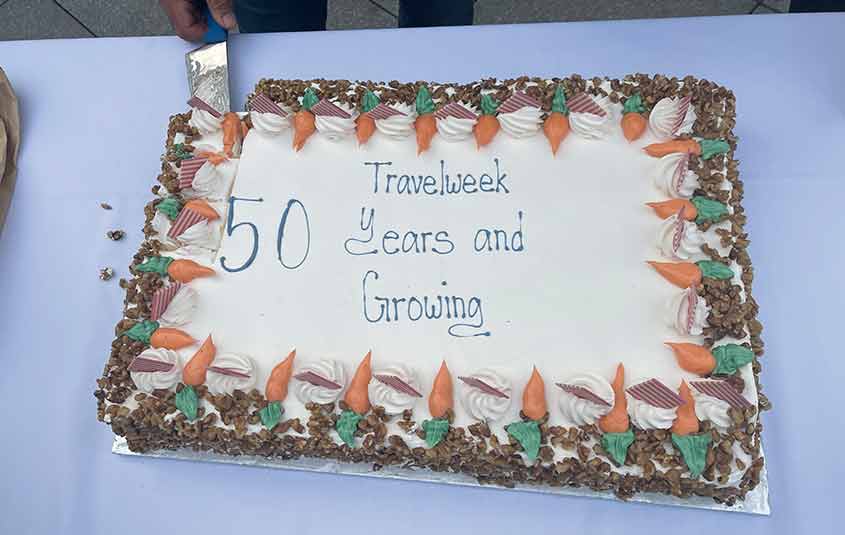 Travelweek
50 Years and
Growing